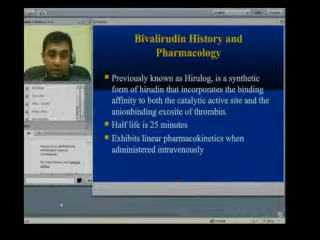 Bivalirudin History and
Pharmacology
Previously known as Hirulog, is a synthetic
form of hirudin that incorporates the binding
affinity to both the catalytic active site and the
anionbinding exosite of thrombin.
Half life is 25 minutes
Exhibits linear pharmacokinetics when
administered intravenously